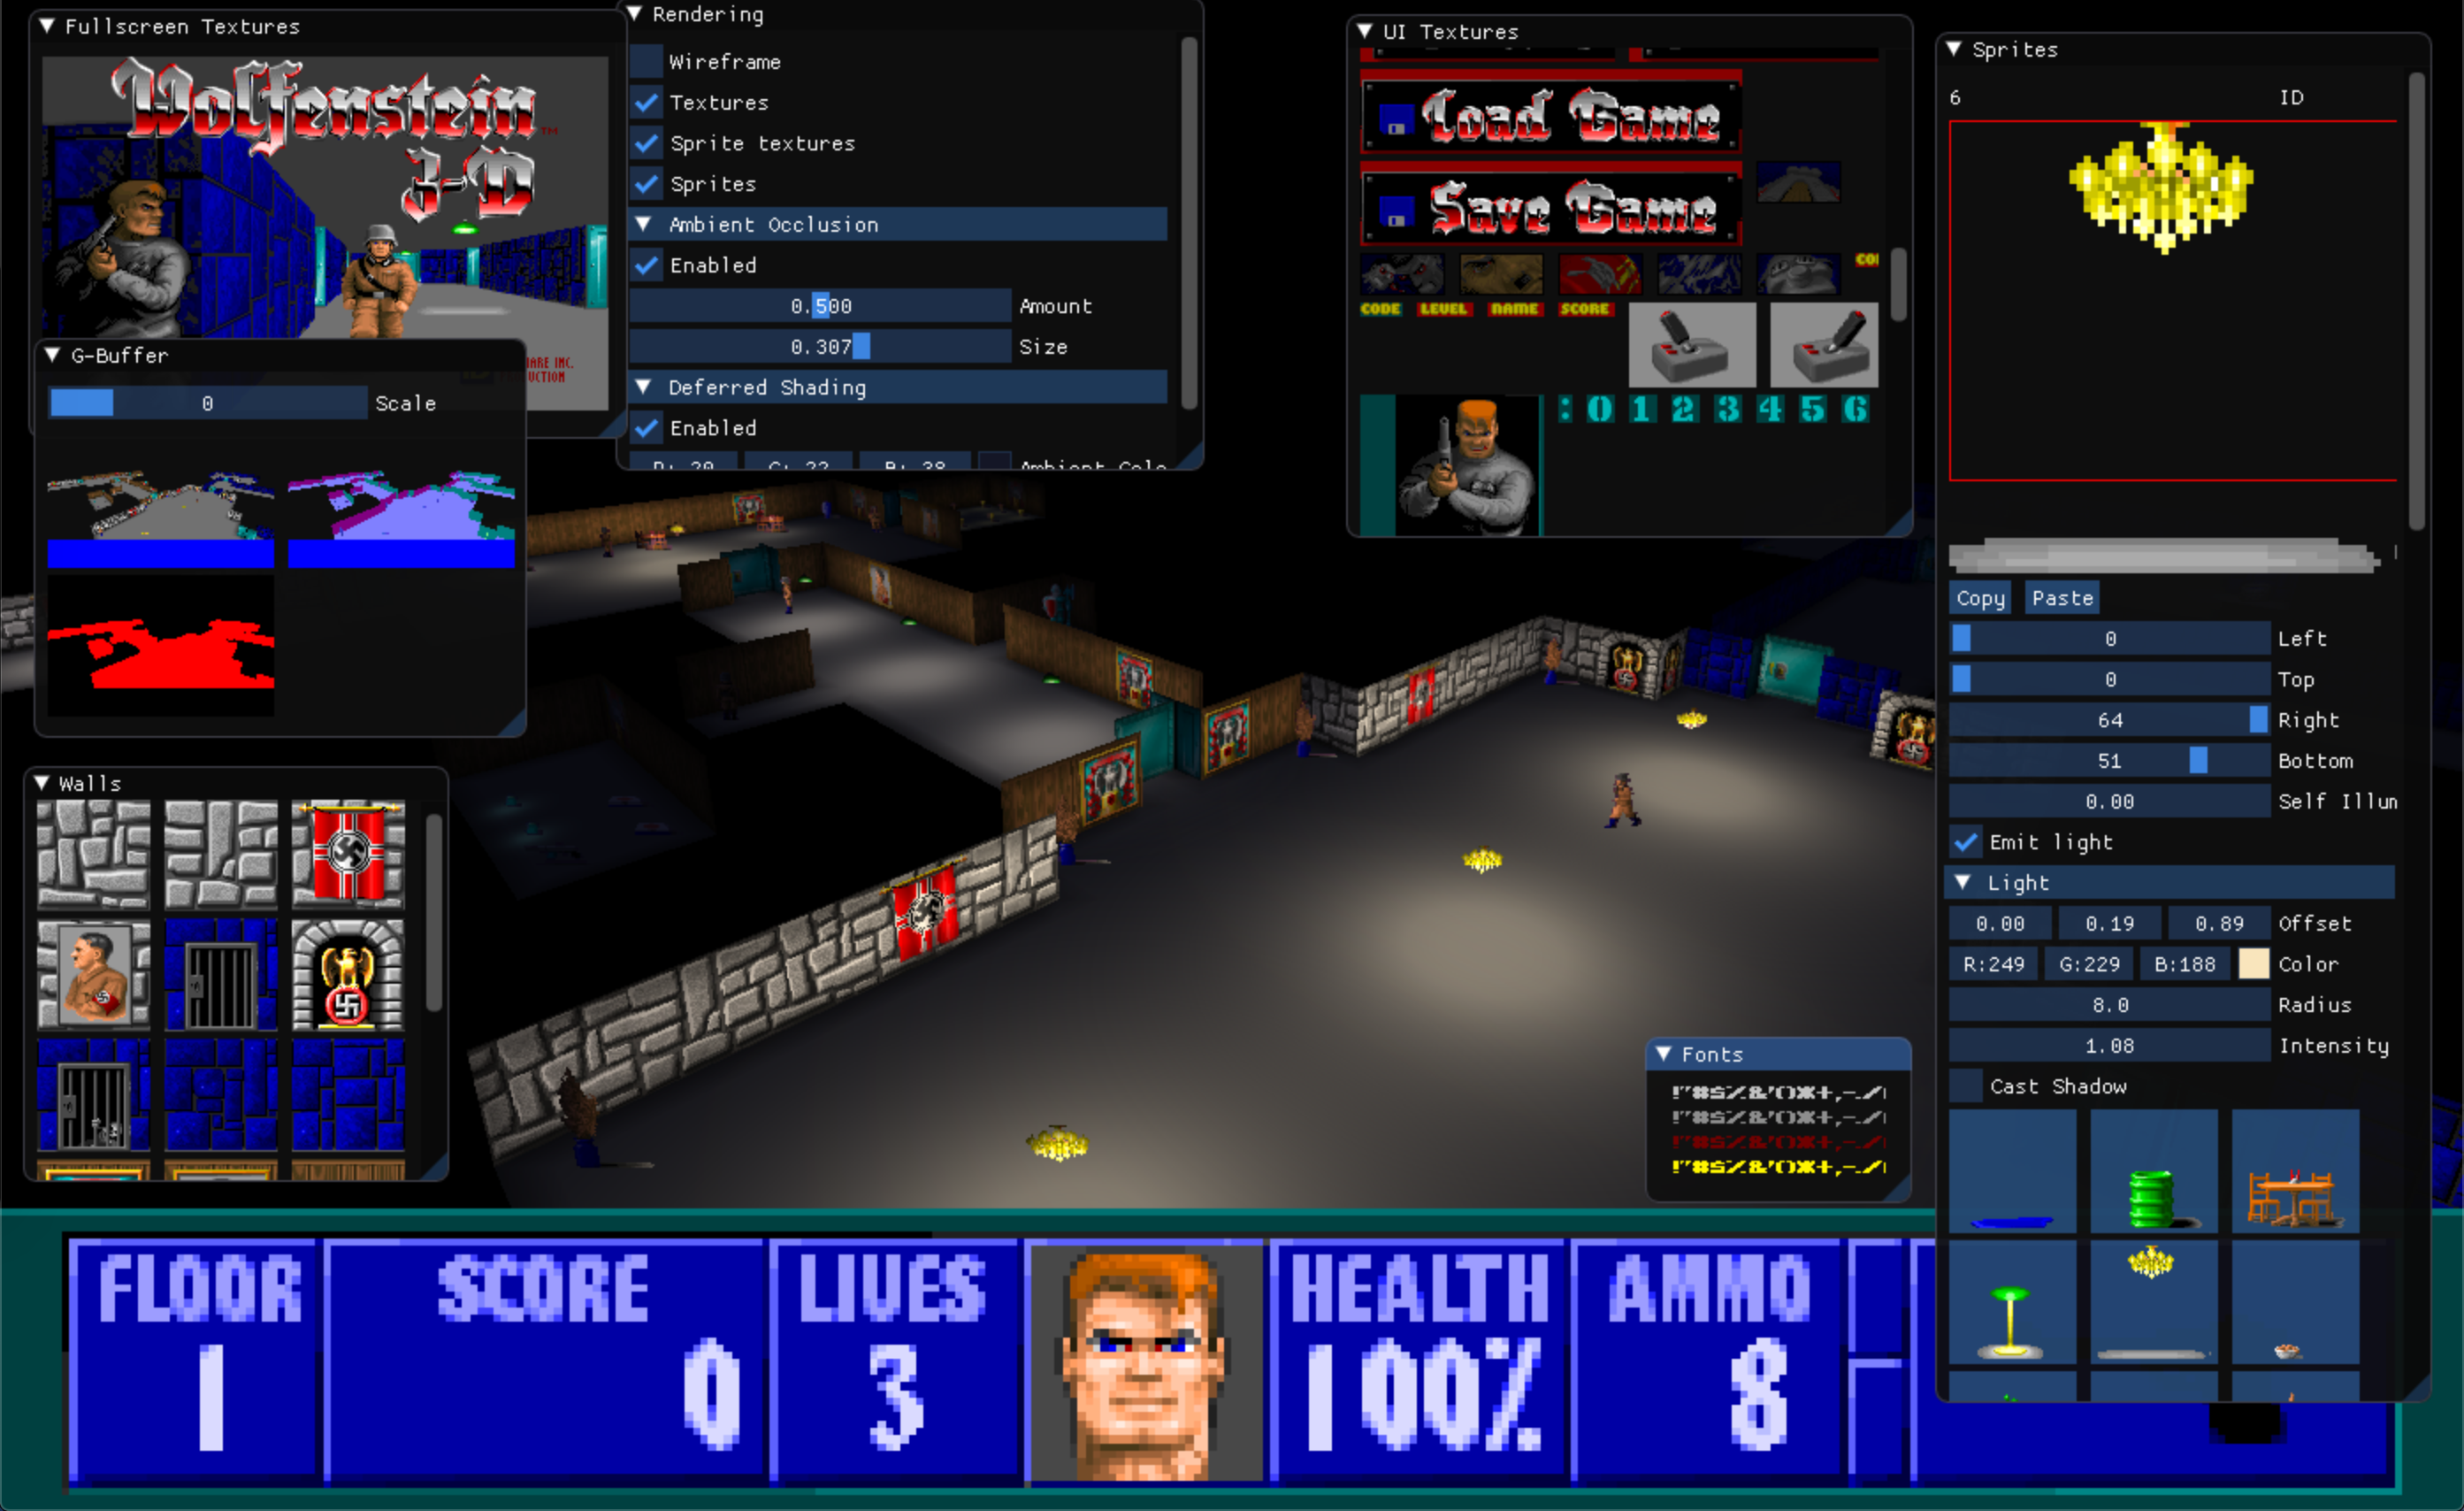 Fullscreen Textures
Wolfenstein
3-D
TM
G-Buffer
0 Scale
Rendering
Wireframe
Textures
Sprite textures
Sprites
Ambient Occlusion
Enabled
0.500 Amount
0.307 Size
Deferred Shading
Enabled
UI Textures
Load Game
Save Game
CODE LEVEL NAME SCORE
: 0 1 2 3 4 5 6
Sprites
6 ID
Copy Paste
0 Left
0 Top
64 Right
51 Bottom
0.00 Self Illun
Emit light
Light
0.00 0.19 0.89 Offset
R:249 G:229 B:188 Color
8.0 Radius
1.08 Intensity
Cast Shadow
Walls
Fonts
FLOOR SCORE LIVES HEALTH AMMO
1 0 3 100% 8